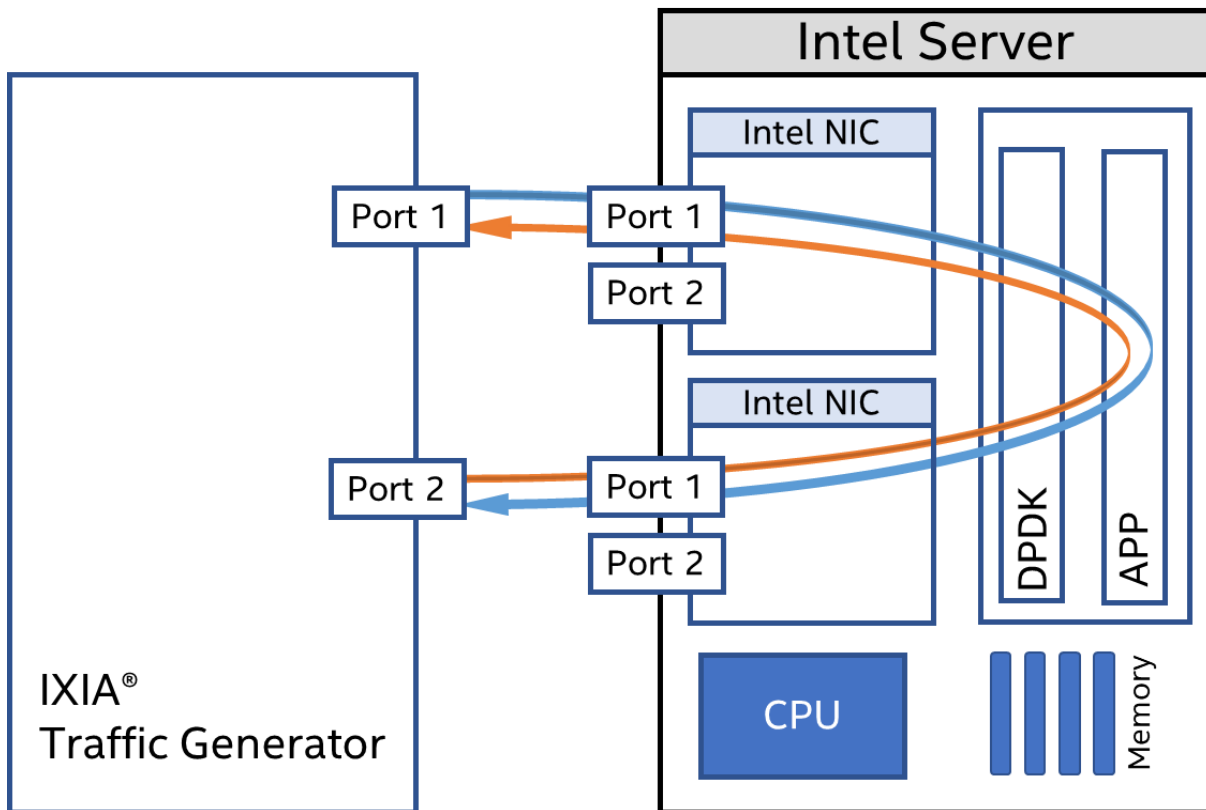 Intel Server
Intel NIC
Port 1
Port 1
Port 2
Intel NIC
Port 2
Port 1
Port 2
DPDK
APP
IXIA®
Traffic Generator
CPU
Memory